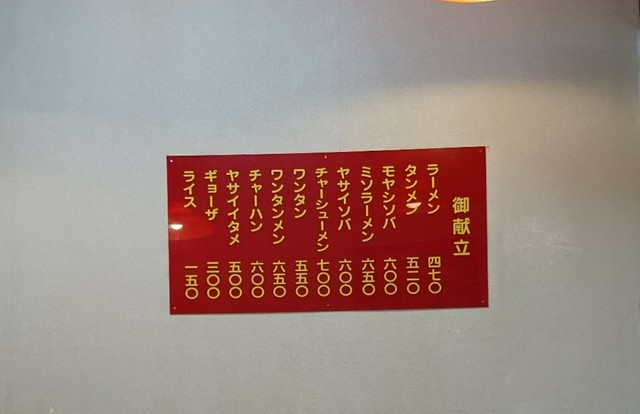 御献立
ラーメン 四七〇
タンメン 五二〇
モヤシソバ 六〇〇
ミソラーメン 六五〇
ヤサイソバ 六〇〇
チャーシューメン 七〇〇
ワンタン 五五〇
ワンタンメン 六五〇
チャーハン 六〇〇
ヤサイイタメ 五〇〇
ギョーザ 三〇〇
ライス 一五〇